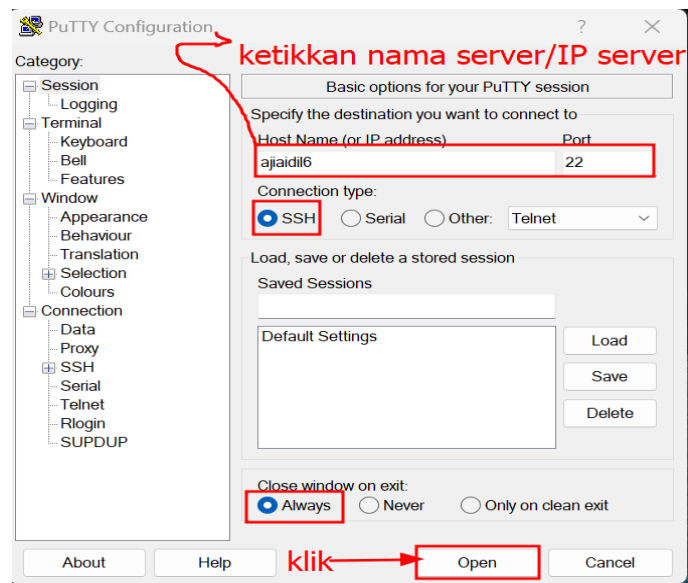 PuTTY Configuration
?
ketikkan nama server/IP server
Category:
Session
Logging
Terminal
Keyboard
Bell
Features
Window
Appearance
Behaviour
Translation
Selection
Colours
Connection
Data
Proxy
SSH
Serial
Telnet
Rlogin
SUPDUP
Basic options for your PuTTY session
Specify the destination you want to connect to
Host Name (or IP address) Port
ajiaidil6 22
Connection type:
SSH Serial Other: Telnet
Load, save or delete a stored session
Saved Sessions
Default Settings
Load
Save
Delete
Close window on exit:
Always Never Only on clean exit
About Help klik Open Cancel